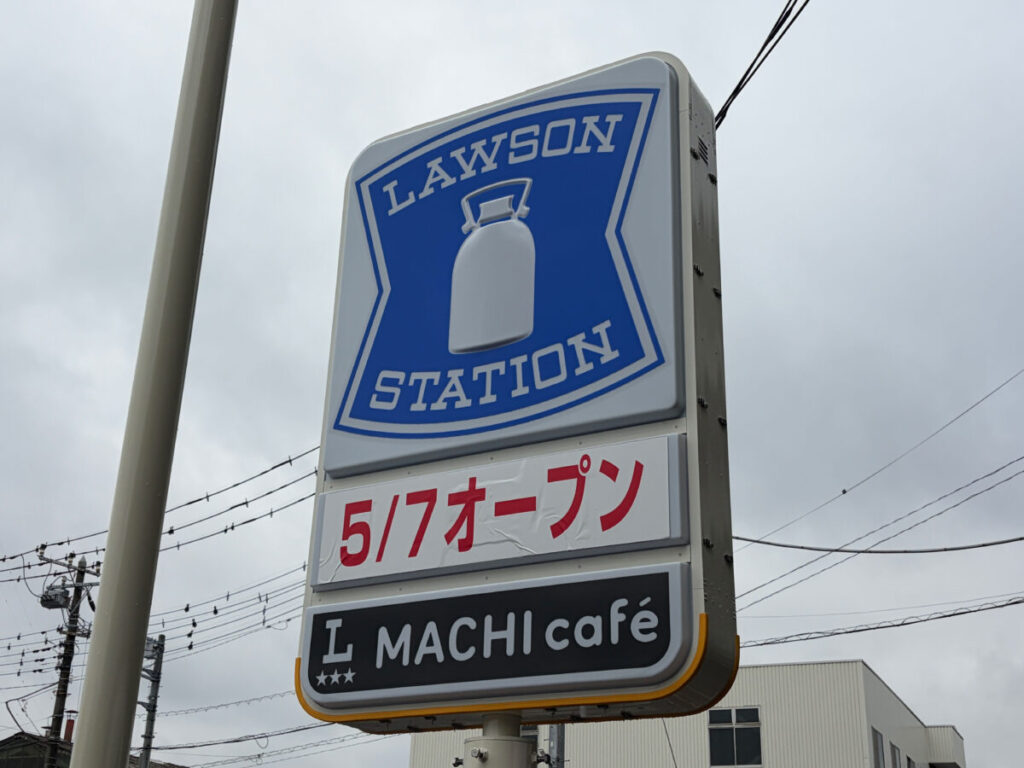 LAWSON
STATION
5/7オープン
L MACHI café
★★★